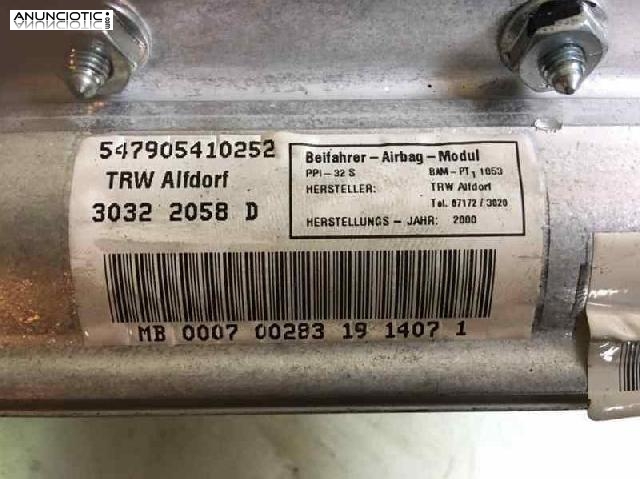 ANUNCIOTIC
.COM
547905410252
TRW Alfdorf
3032 2058 D
Beifahrer - Airbag - Modul
PPI - 32 S BAM - PT1 1053
HERSTELLER: TRW Alfdorf
Tel. 07172 / 3020
HERSTELLUNGS - JAHR: 2000
MB 0007 00283 19 1407 1